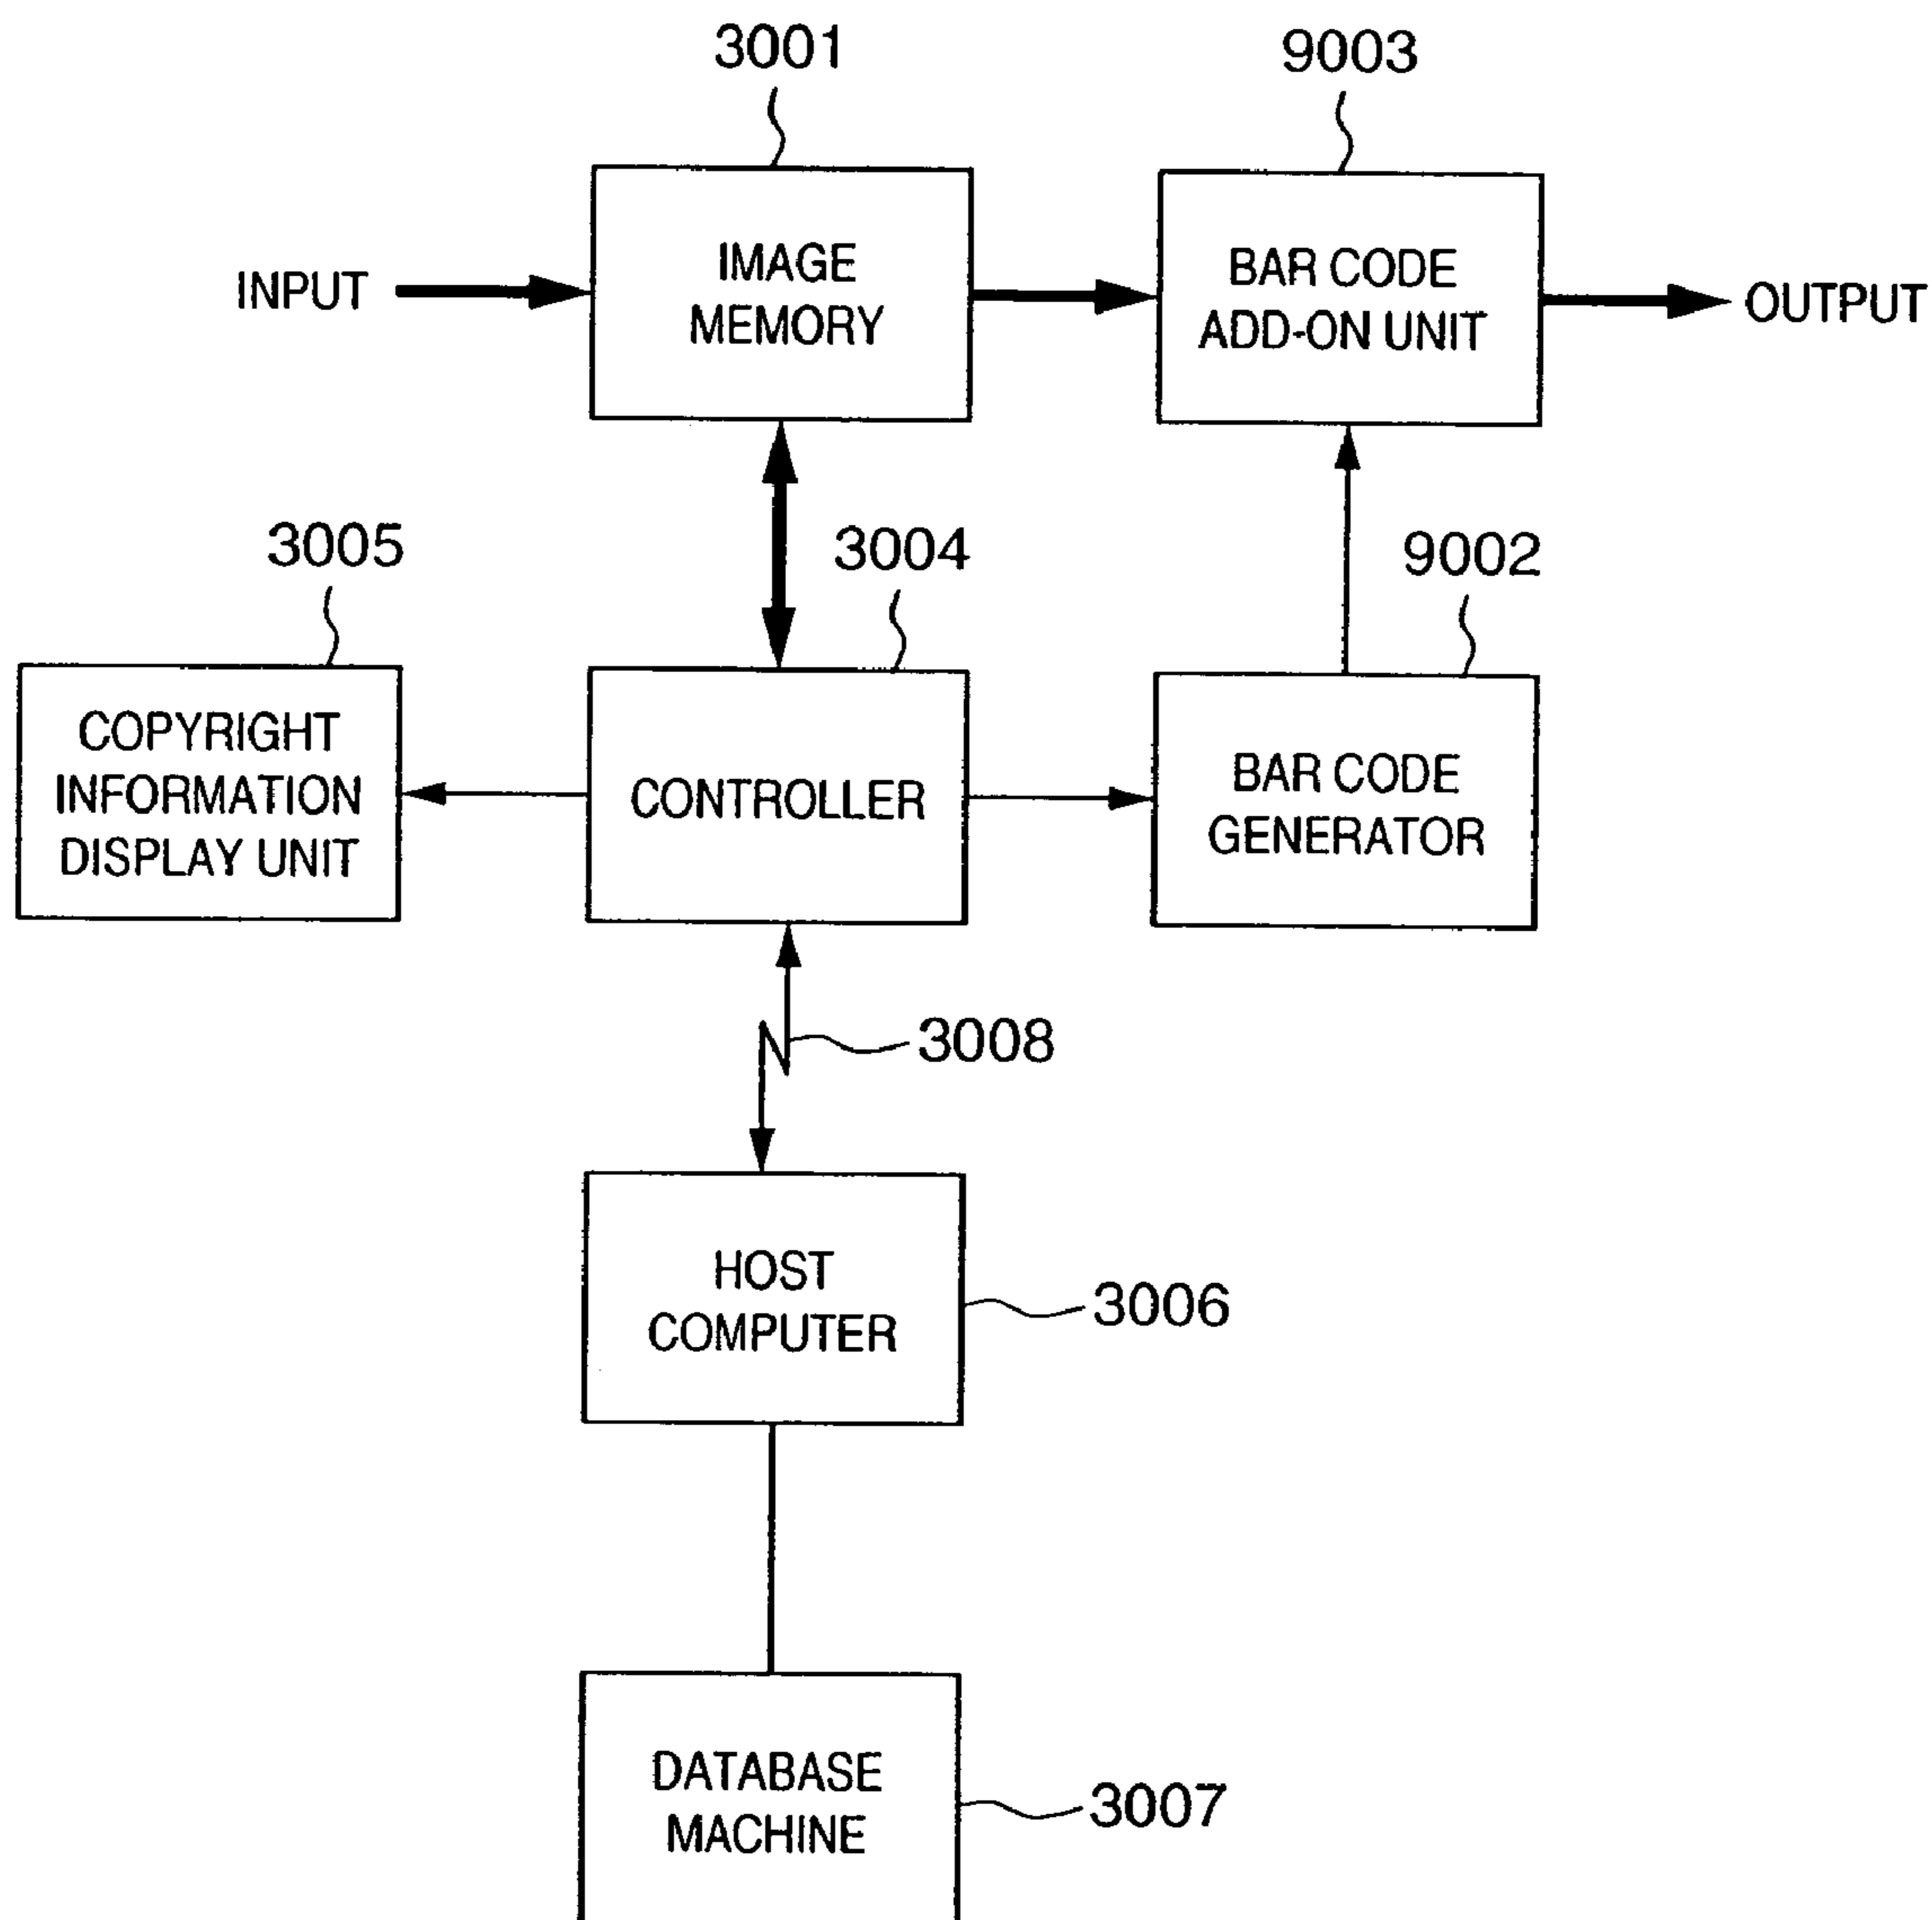 3001
9003
INPUT
IMAGE
MEMORY
BAR CODE
ADD-ON UNIT
OUTPUT
3005
3004
9002
COPYRIGHT
INFORMATION
DISPLAY UNIT
CONTROLLER
BAR CODE
GENERATOR
3008
HOST
COMPUTER
3006
DATABASE
MACHINE
3007